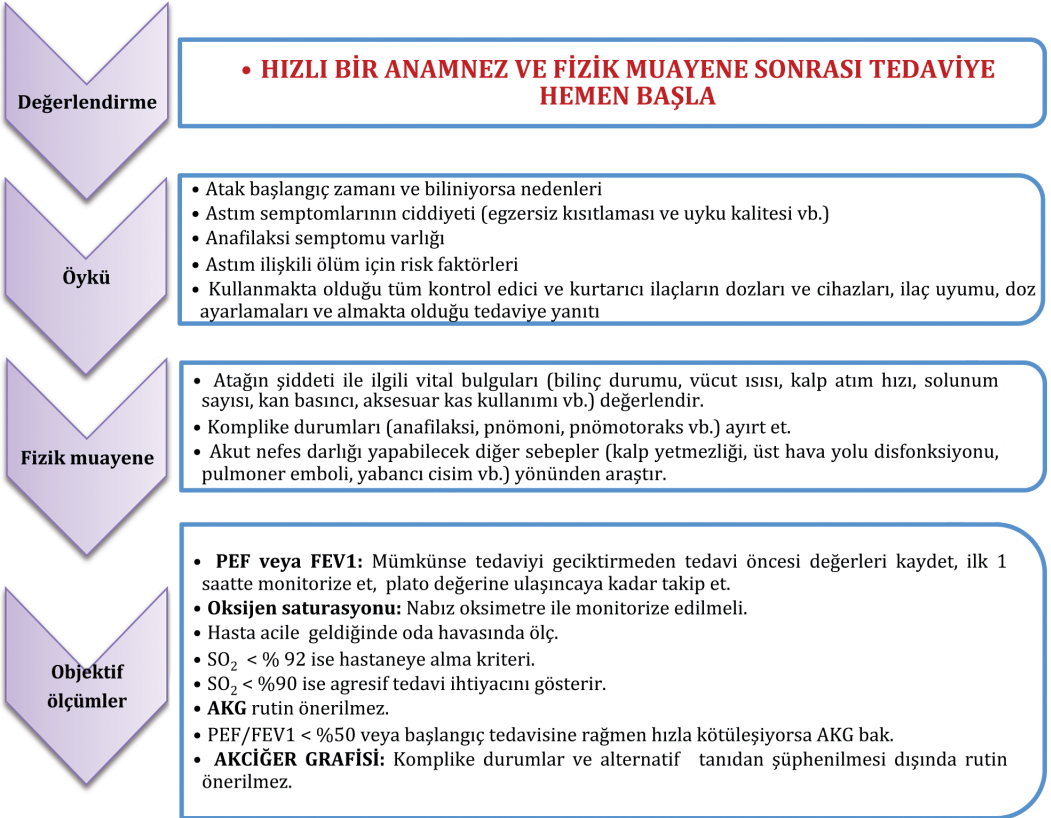 Değerlendirme
• HIZLI BİR ANAMNEZ VE FİZİK MUAYENE SONRASI TEDAVİYE
HEMEN BAŞLA
Öykü
• Atak başlangıç zamanı ve biliniyorsa nedenleri
• Astım semptomlarının ciddiyeti (egzersiz kısıtlaması ve uyku kalitesi vb.)
• Anafilaksi semptomu varlığı
• Astım ilişkili ölüm için risk faktörleri
• Kullanmakta olduğu tüm kontrol edici ve kurtarıcı ilaçların dozları ve cihazları, ilaç uyumu, doz
ayarlamaları ve almakta olduğu tedaviye yanıtı
Fizik muayene
• Atağın şiddeti ile ilgili vital bulguları (bilinç durumu, vücut ısısı, kalp atım hızı, solunum
sayısı, kan basıncı, aksesuar kas kullanımı vb.) değerlendir.
• Komplike durumları (anafilaksi, pnömoni, pnömotoraks vb.) ayırt et.
• Akut nefes darlığı yapabilecek diğer sebepler (kalp yetmezliği, üst hava yolu disfonksiyonu,
pulmoner emboli, yabancı cisim vb.) yönünden araştır.
Objektif
ölçümler
• PEF veya FEV1: Mümkünse tedaviyi geciktirmeden tedavi öncesi değerleri kaydet, ilk 1
saatte monitorize et, plato değerine ulaşıncaya kadar takip et.
• Oksijen saturasyonu: Nabız oksimetre ile monitorize edilmeli.
• Hasta acile geldiğinde oda havasında ölç.
• SO₂ < % 92 ise hastaneye alma kriteri.
• SO₂ < %90 ise agresif tedavi ihtiyacını gösterir.
• AKG rutin önerilmez.
• PEF/FEV1 < %50 veya başlangıç tedavisine rağmen hızla kötüleşiyorsa AKG bak.
• AKCİĞER GRAFİSİ: Komplike durumlar ve alternatif tanıdan şüphenilmesi dışında rutin
önerilmez.